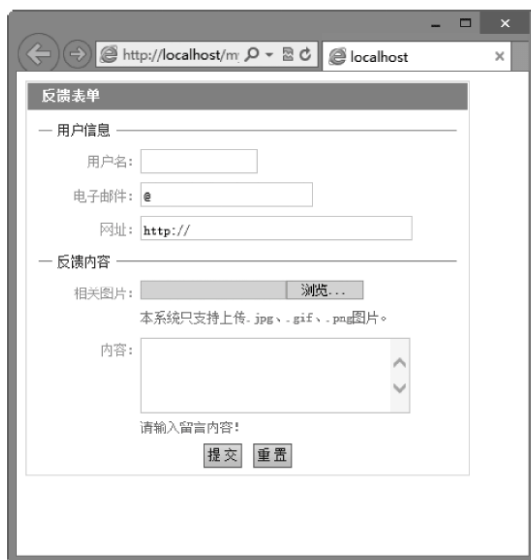 http://localhost/m
localhost
反馈表单
用户信息
用户名:
电子邮件: @
网址: http://
反馈内容
相关图片: 浏览...
本系统只支持上传.jpg、.gif、.png图片。
内容:
请输入留言内容!
提交 重置